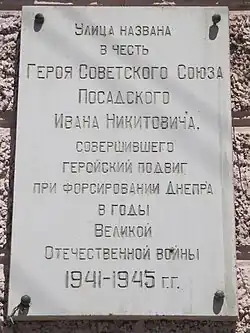 Улица названа
в честь
Героя Советского Союза
Посадского
Ивана Никитовича,
совершившего
геройский подвиг
при форсировании Днепра
в годы
Великой
Отечественной войны
1941-1945 г.г.